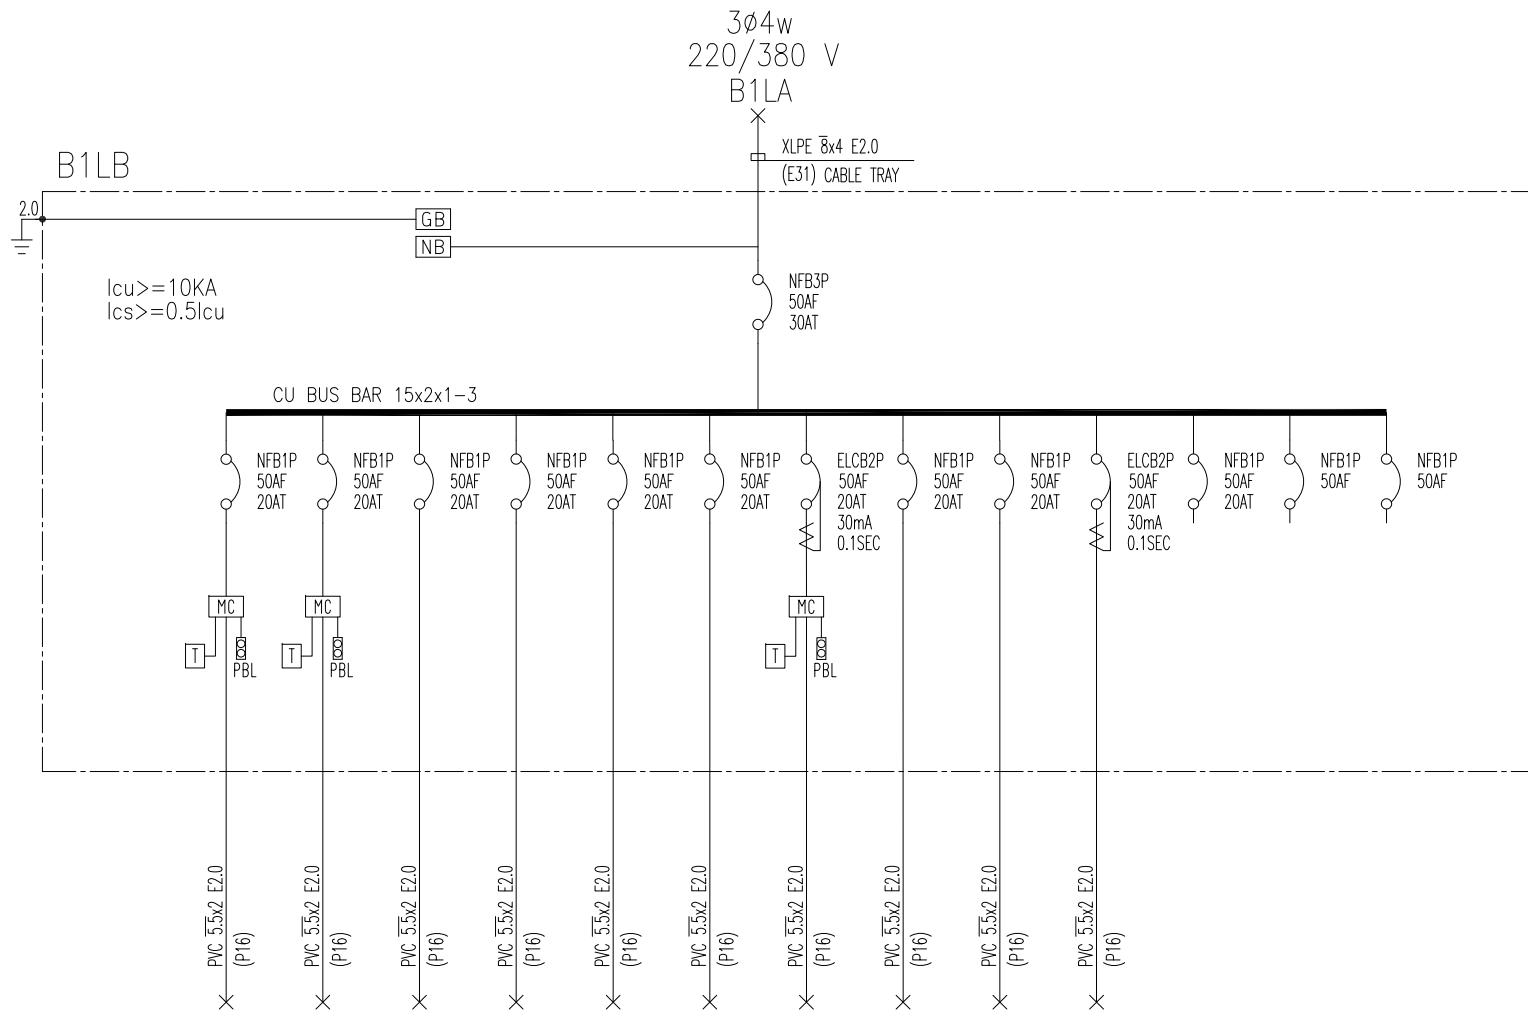 3ø4w
220/380 V
B1LA
XLPE 8x4 E2.0
(E31) CABLE TRAY
B1LB
2.0
GB
NB
Icu>=10KA
Ics>=0.5Icu
NFB3P
50AF
30AT
CU BUS BAR 15x2x1-3
NFB1P
50AF
20AT
NFB1P
50AF
20AT
NFB1P
50AF
20AT
NFB1P
50AF
20AT
NFB1P
50AF
20AT
NFB1P
50AF
20AT
ELCB2P
50AF
20AT
30mA
0.1SEC
NFB1P
50AF
20AT
NFB1P
50AF
20AT
ELCB2P
50AF
20AT
30mA
0.1SEC
NFB1P
50AF
20AT
NFB1P
50AF
NFB1P
50AF
MC
T
PBL
MC
T
PBL
MC
T
PBL
PVC 5.5x2 E2.0
(P16)
PVC 5.5x2 E2.0
(P16)
PVC 5.5x2 E2.0
(P16)
PVC 5.5x2 E2.0
(P16)
PVC 5.5x2 E2.0
(P16)
PVC 5.5x2 E2.0
(P16)
PVC 5.5x2 E2.0
(P16)
PVC 5.5x2 E2.0
(P16)
PVC 5.5x2 E2.0
(P16)
PVC 5.5x2 E2.0
(P16)